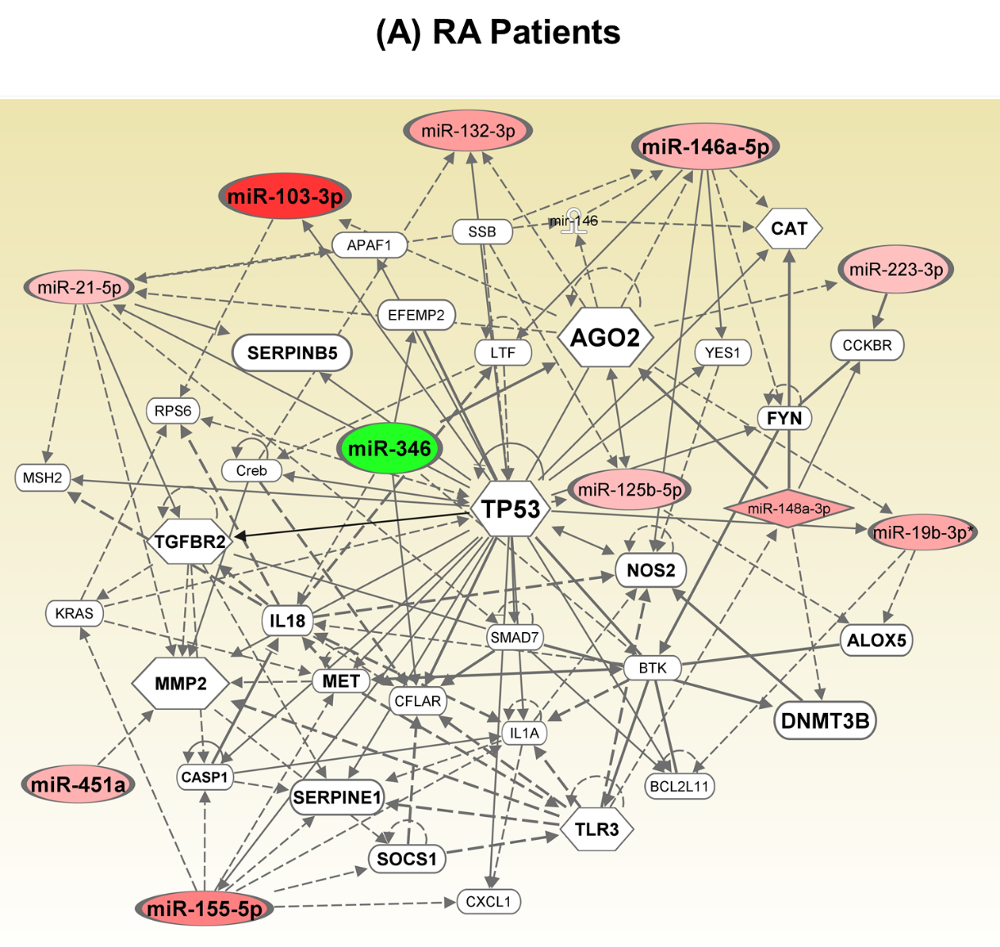 (A) RA Patients
miR-132-3p
miR-146a-5p
miR-103-3p
mir-146
SSB
CAT
APAF1
miR-223-3p
miR-21-5p
EFEMP2
AGO2
CCKBR
SERPINB5
LTF
YES1
RPS6
FYN
miR-346
Creb
MSH2
miR-125b-5p
TP53
miR-148a-3p
miR-19b-3p*
TGFBR2
NOS2
KRAS
IL18
SMAD7
ALOX5
BTK
MMP2
MET
CFLAR
DNMT3B
IL1A
CASP1
miR-451a
BCL2L11
SERPINE1
TLR3
SOCS1
CXCL1
miR-155-5p